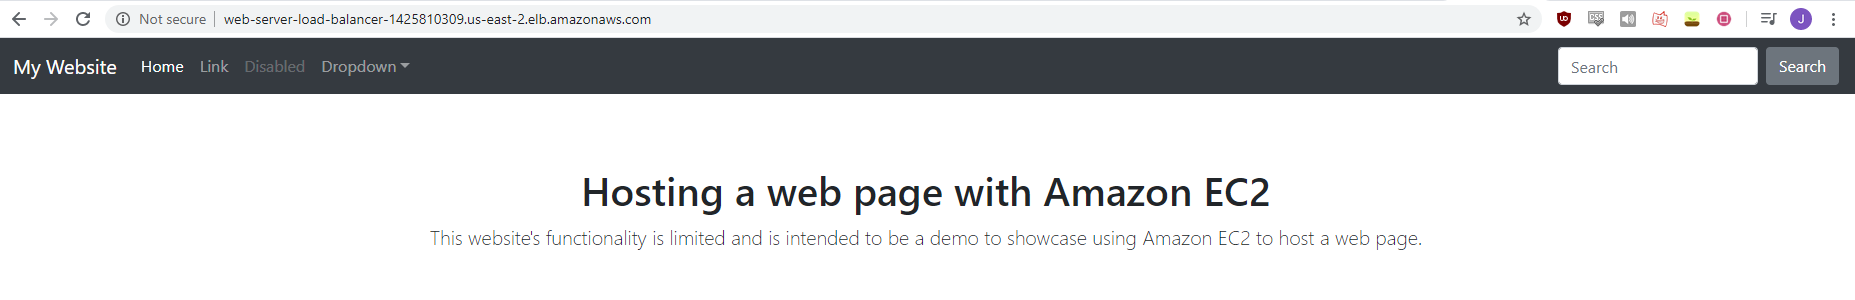 Not secure web-server-load-balancer-1425810309.us-east-2.elb.amazonaws.com UD CSS J
My Website Home Link Disabled Dropdown Search Search
Hosting a web page with Amazon EC2
This website's functionality is limited and is intended to be a demo to showcase using Amazon EC2 to host a web page.